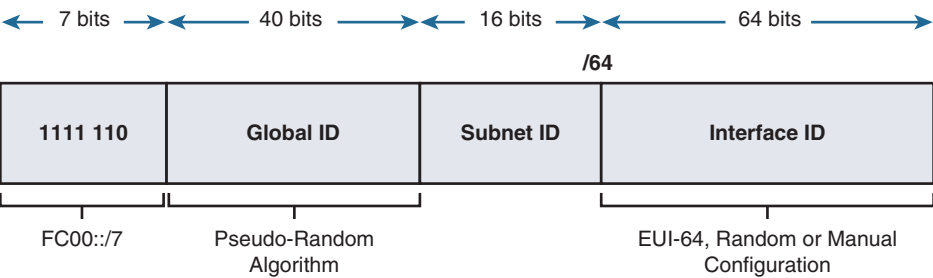 7 bits 40 bits 16 bits 64 bits
/64
1111 110 Global ID Subnet ID Interface ID
FC00::/7 Pseudo-Random EUI-64, Random or Manual
Algorithm Configuration